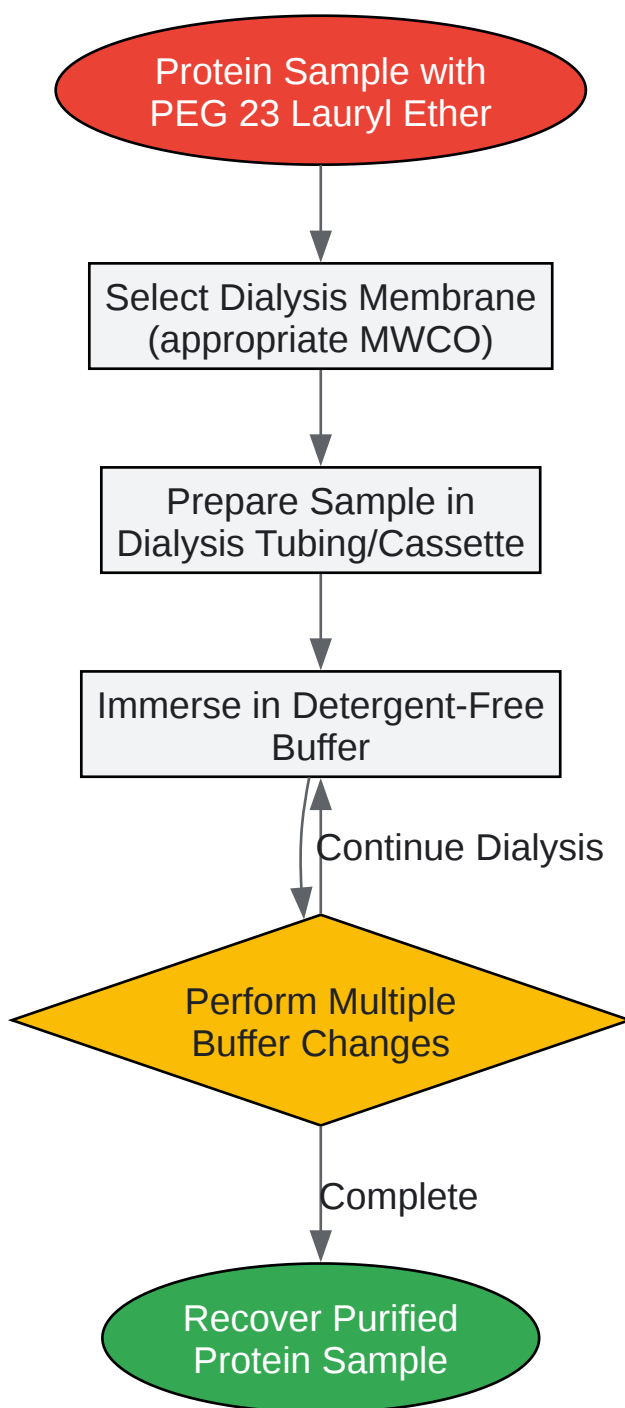 Protein Sample with
PEG 23 Lauryl Ether
Select Dialysis Membrane
(appropriate MWCO)
Prepare Sample in
Dialysis Tubing/Cassette
Immerse in Detergent-Free
Buffer
Continue Dialysis
Perform Multiple
Buffer Changes
Complete
Recover Purified
Protein Sample